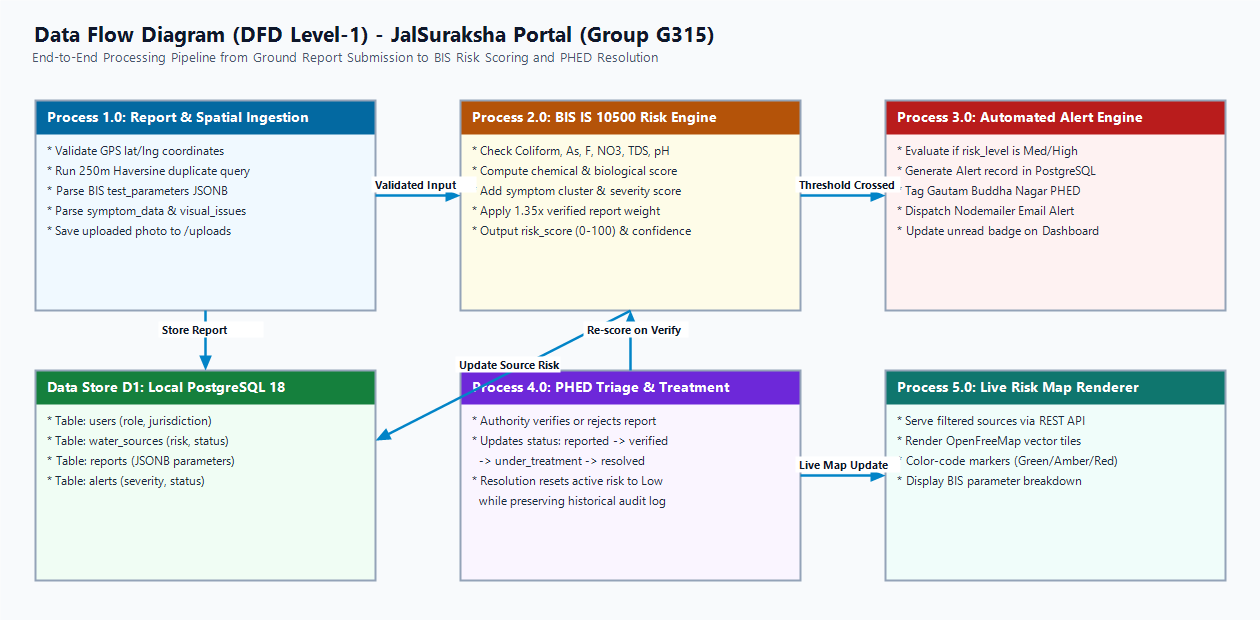 Data Flow Diagram (DFD Level-1) - JalSuraksha Portal (Group G315)
End-to-End Processing Pipeline from Ground Report Submission to BIS Risk Scoring and PHED Resolution
Process 1.0: Report & Spatial Ingestion
* Validate GPS lat/lng coordinates
* Run 250m Haversine duplicate query
* Parse BIS test_parameters JSONB
* Parse symptom_data & visual_issues
* Save uploaded photo to /uploads
Validated Input
Process 2.0: BIS IS 10500 Risk Engine
* Check Coliform, As, F, NO3, TDS, pH
* Compute chemical & biological score
Add symptom cluster & severity score
* Apply 1.35x verified report weight
* Output risk_score (0-100) & confidence
Threshold Crossed
Process 3.0: Automated Alert Engine
* Evaluate if risk_level is Med/High
* Generate Alert record in PostgreSQL
* Tag Gautam Buddha Nagar PHED
* Dispatch Nodemailer Email Alert
* Update unread badge on Dashboard
Store Report
Re-score on Verify
Update Source Risk
Data Store D1: Local PostgreSQL 18
* Table: users (role, jurisdiction)
* Table: water_sources (risk, status)
* Table: reports (JSONB parameters)
* Table: alerts (severity, status)
Process 4.0: PHED Triage & Treatment
* Authority verifies or rejects report
* Updates status: reported -> verified
-> under_treatment -> resolved
* Resolution resets active risk to Low
while preserving historical audit log
Live Map Update
Process 5.0: Live Risk Map Renderer
* Serve filtered sources via REST API
* Render OpenFreeMap vector tiles
* Color-code markers (Green/Amber/Red)
* Display BIS parameter breakdown